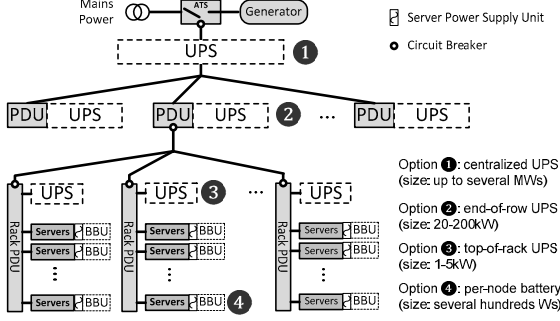 Mains
Power
ATS
Generator
Server Power Supply Unit
Circuit Breaker
UPS
1
PDU
UPS
PDU
UPS
2
...
PDU
UPS
Rack PDU
UPS
Servers
BBU
Servers
BBU
Servers
BBU
Rack PDU
UPS
3
Servers
BBU
Servers
BBU
Servers
BBU
4
...
Rack PDU
UPS
Servers
BBU
Servers
BBU
Servers
BBU
Option 1: centralized UPS
(size: up to several MWs)
Option 2: end-of-row UPS
(size: 20-200kW)
Option 3: top-of-rack UPS
(size: 1-5kW)
Option 4: per-node battery
(size: several hundreds Ws)